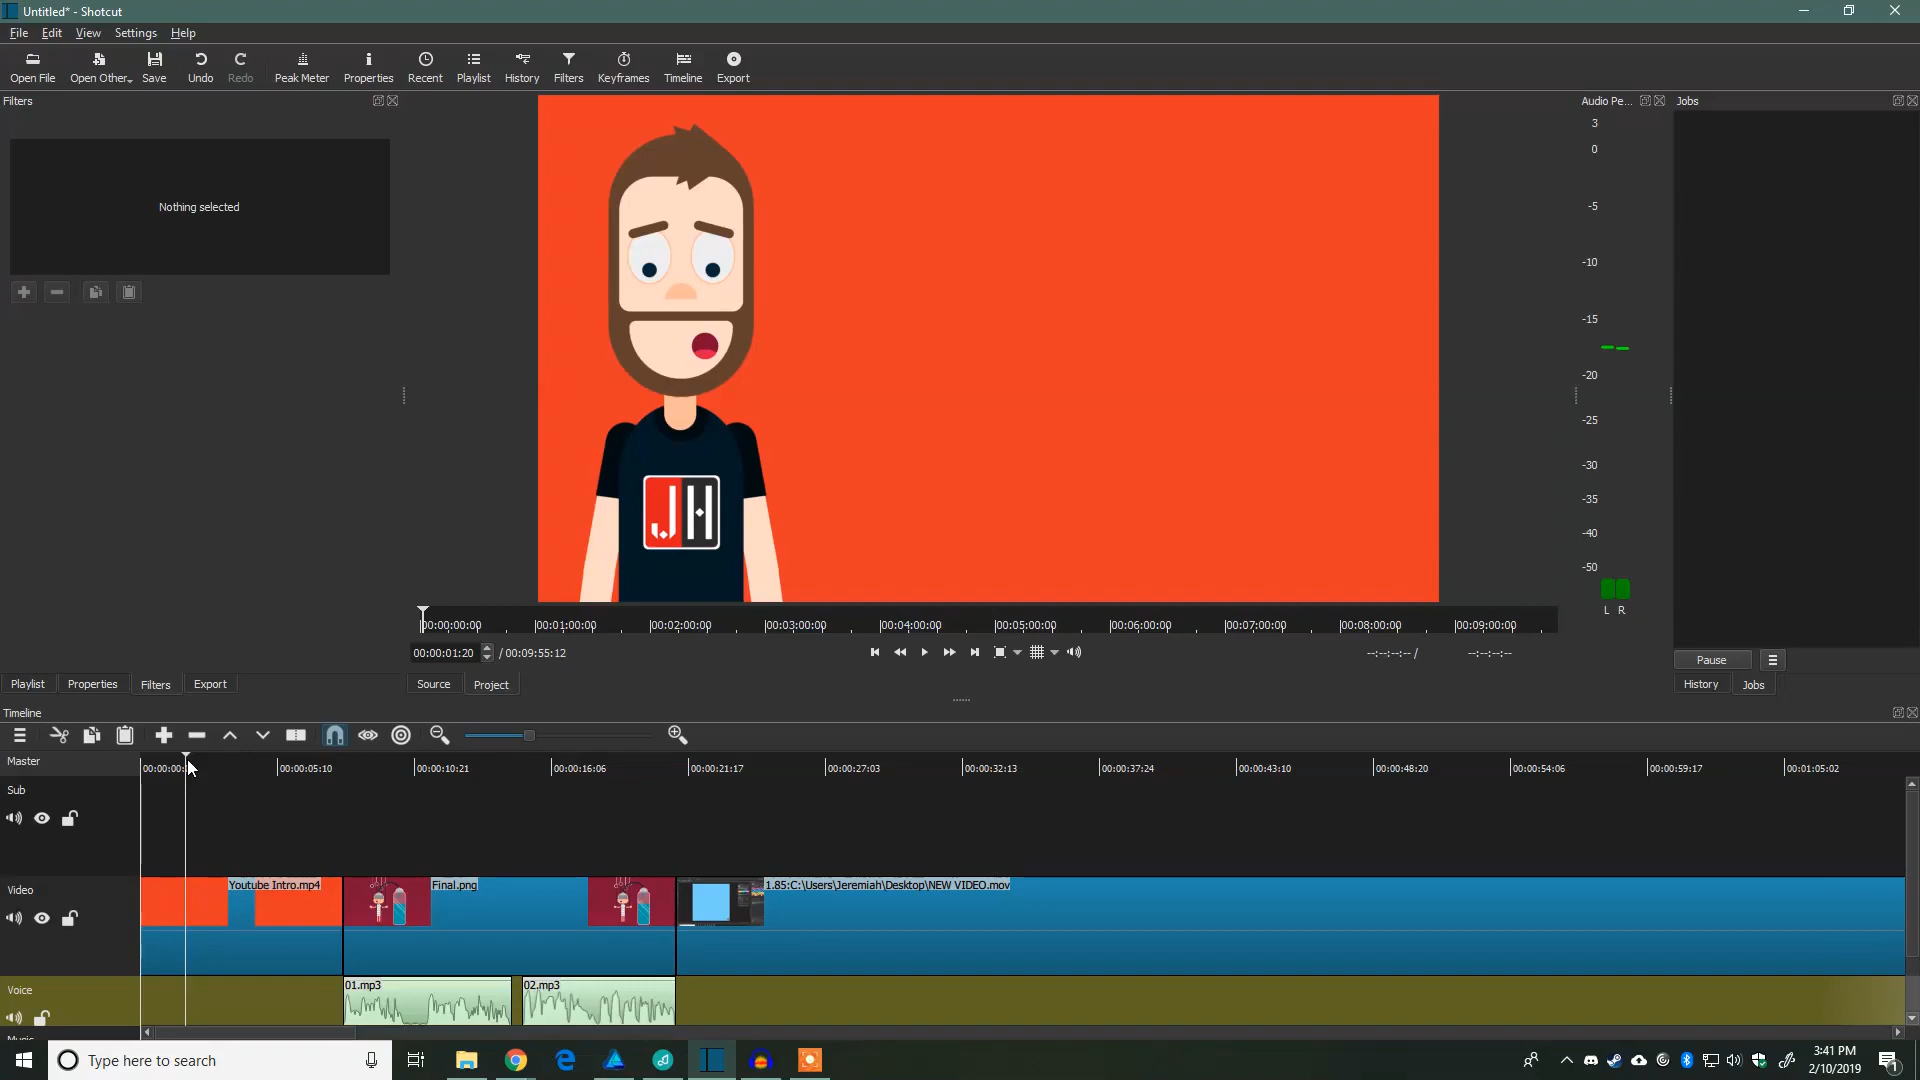 Untitled* - Shotcut
File Edit View Settings Help
Open File Open Other.. Save Undo Redo Peak Meter Properties Recent Playlist History Filters Keyframes Timeline Export
Filters
Audio Pe...
Jobs
Nothing selected
JH
3
0
-5
-10
-15
-20
-25
-30
-35
-40
-50
L R
00:00:00:00 00:01:00:00 00:02:00:00 00:03:00:00 00:04:00:00 00:05:00:00 00:06:00:00 00:07:00:00 00:08:00:00 00:09:00:00
00:00:01:20 / 00:09:55:12 --:--:--:-- / --:--:--:--
Pause
Playlist Properties Filters Export
Source Project
History Jobs
Timeline
Master
00:00:00: 00:00:05:10 00:00:10:21 00:00:16:06 00:00:21:17 00:00:27:03 00:00:32:13 00:00:37:24 00:00:43:10 00:00:48:20 00:00:54:06 00:00:59:17 00:01:05:02
Sub
Video
Youtube Intro.mp4
Final.png
1.85:C:\Users\Jeremiah\Desktop\NEW VIDEO.mov
Voice
01.mp3
02.mp3
Type here to search
3:41 PM
2/10/2019
1